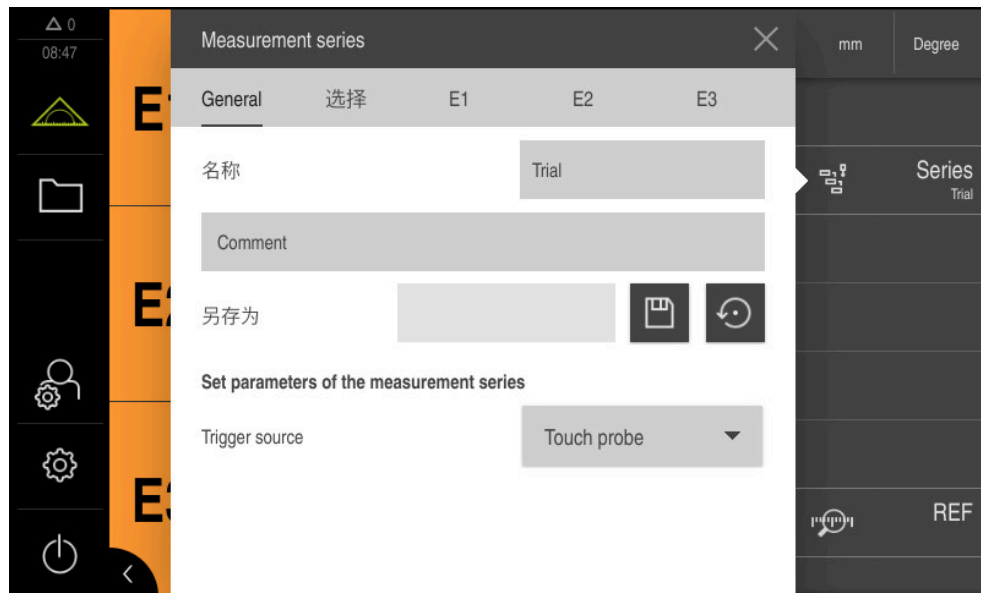 0
08:47
Measurement series
mm
Degree
General
选择
E1
E2
E3
名称
Trial
Series
Trial
Comment
另存为
Set parameters of the measurement series
Trigger source
Touch probe
REF